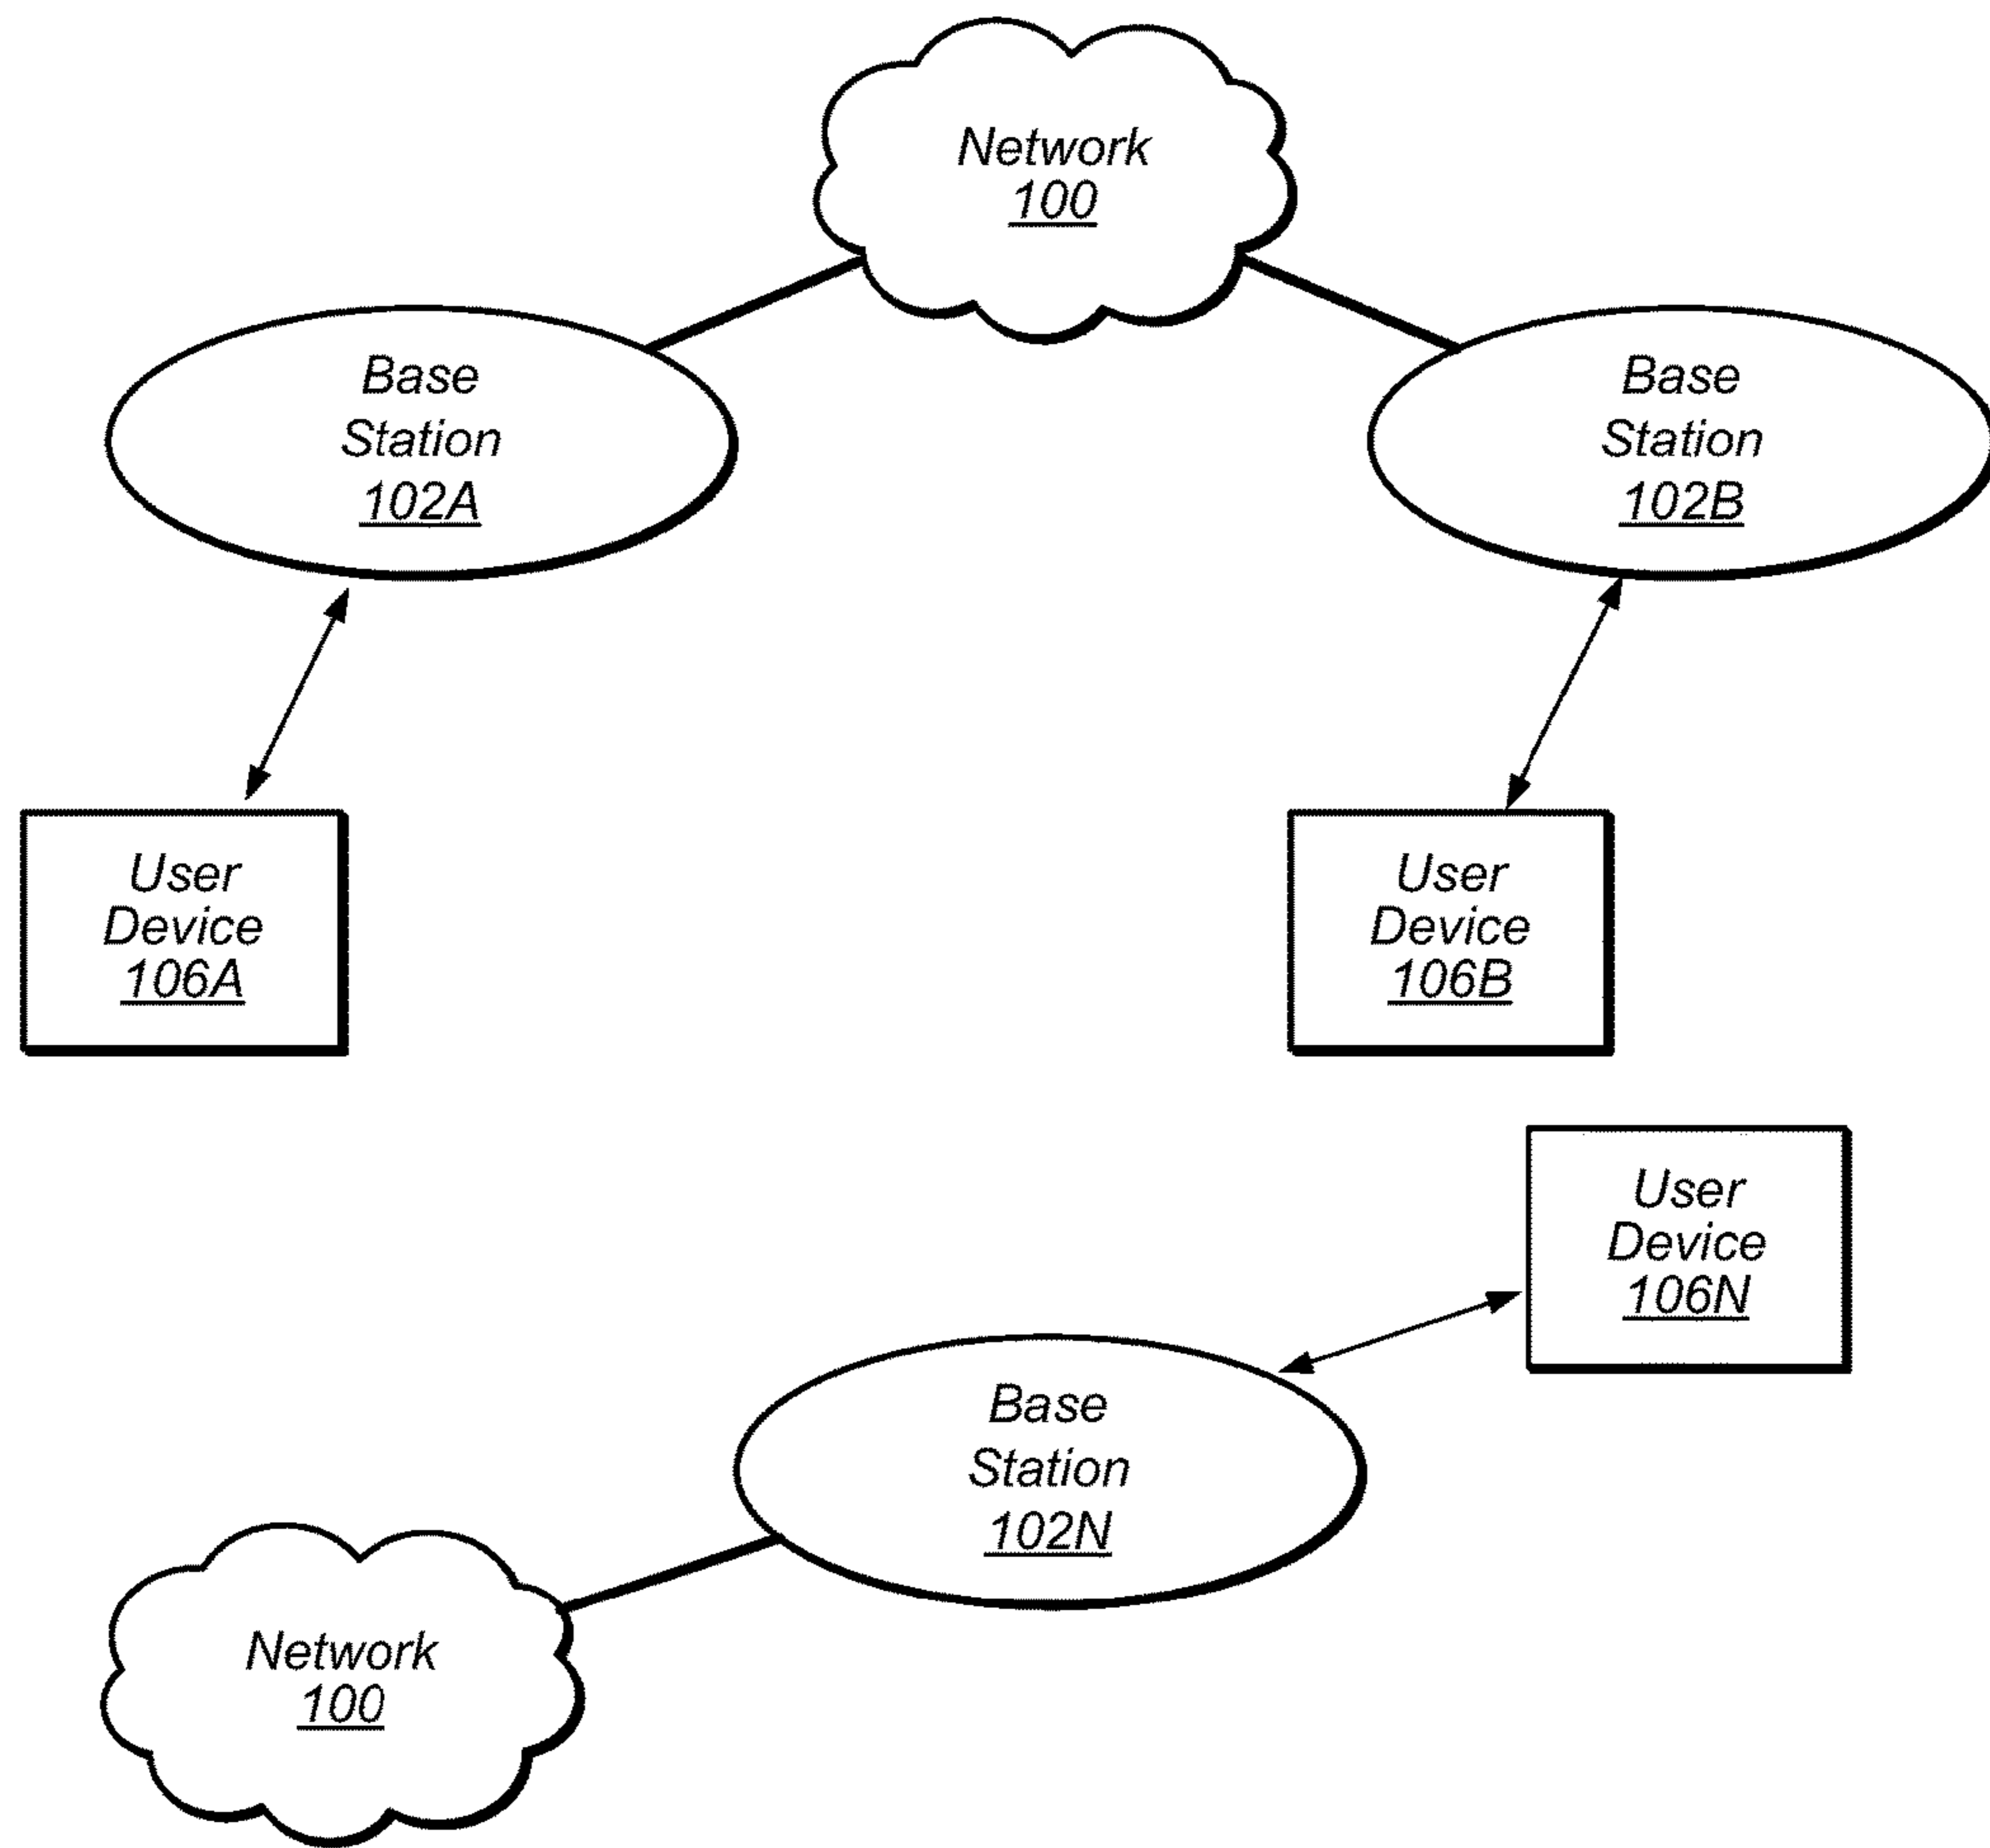 Network
100
Base
Station
102A
Base
Station
102B
User
Device
106A
User
Device
106B
User
Device
106N
Base
Station
102N
Network
100